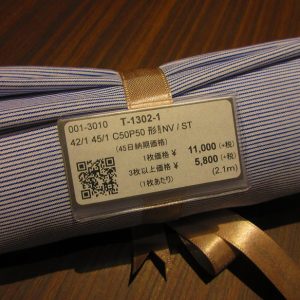 001-3010 T-1302-1
42/1 45/1 C50P50 形態NV / ST
(45日納期価格)
1枚価格 ¥ 11,000 (+税)
3枚以上価格 ¥ 5,800 (+税)
(1枚あたり) (2.1m)